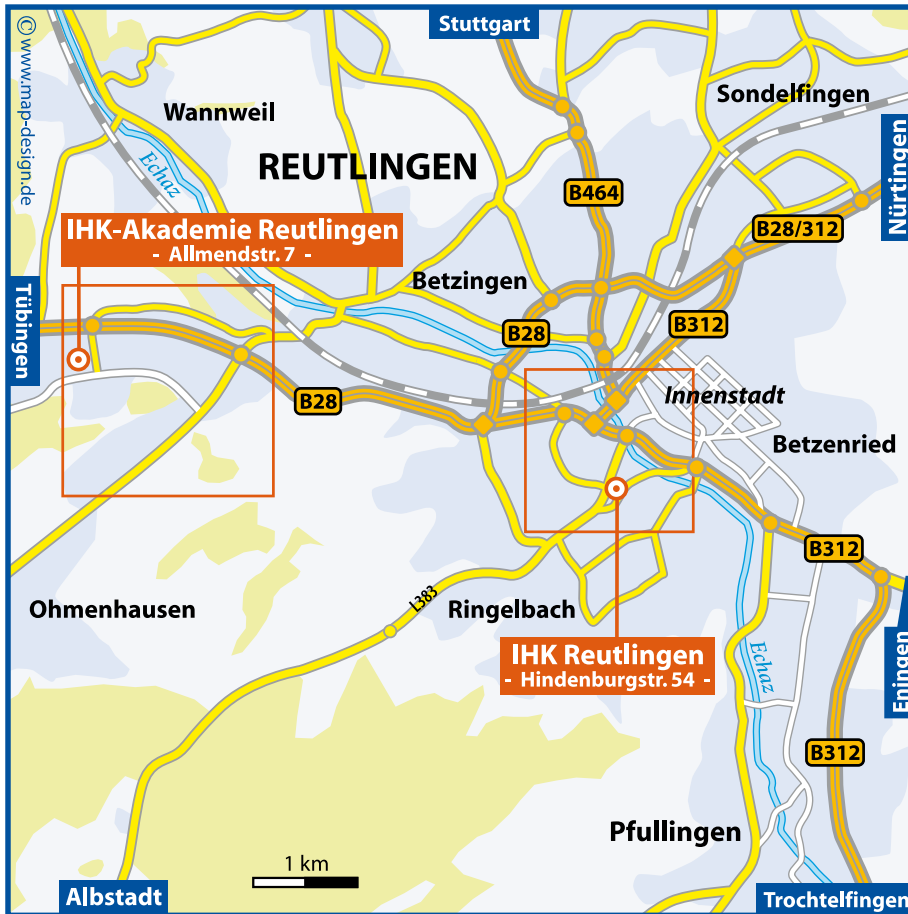 © www.map-design.de
Stuttgart
Wannweil
Sondelfingen
Echaz
REUTLINGEN
Nürtingen
B464
IHK-Akademie Reutlingen
- Allmendstr. 7 -
B28/312
Betzingen
Tübingen
B28
B312
Innenstadt
B28
Betzenried
B312
Ohmenhausen
L383
Ringelbach
IHK Reutlingen
- Hindenburgstr. 54 -
Echaz
Eningen
B312
Pfullingen
1 km
Albstadt
Trochtelfingen